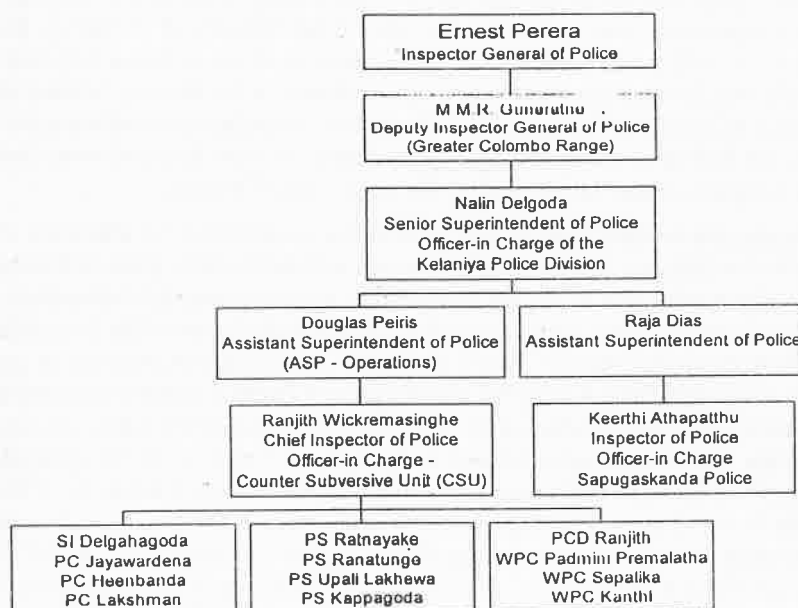 Ernest Perera
Inspector General of Police
M.M.R.
Deputy Inspector General of Police
(Greater Colombo Range)
Nalin Delgoda
Senior Superintendent of Police
Officer-in Charge of the
Kelaniya Police Division
Douglas Peiris
Assistant Superintendent of Police
(ASP - Operations)
Raja Dias
Assistant Superintendent of Police
Ranjith Wickremasinghe
Chief Inspector of Police
Officer-in Charge -
Counter Subversive Unit (CSU)
Keerthi Athapatthu
Inspector of Police
Officer-in Charge
Sapugaskanda Police
SI Delgahagoda
PC Jayawardena
PC Heenbanda
PC Lakshman
PS Ratnayake
PS Ranatunge
PS Upali Lakhewa
PS Kappagoda
PCD Ranjith
WPC Padmini Premalatha
WPC Sepalika
WPC Kanthi